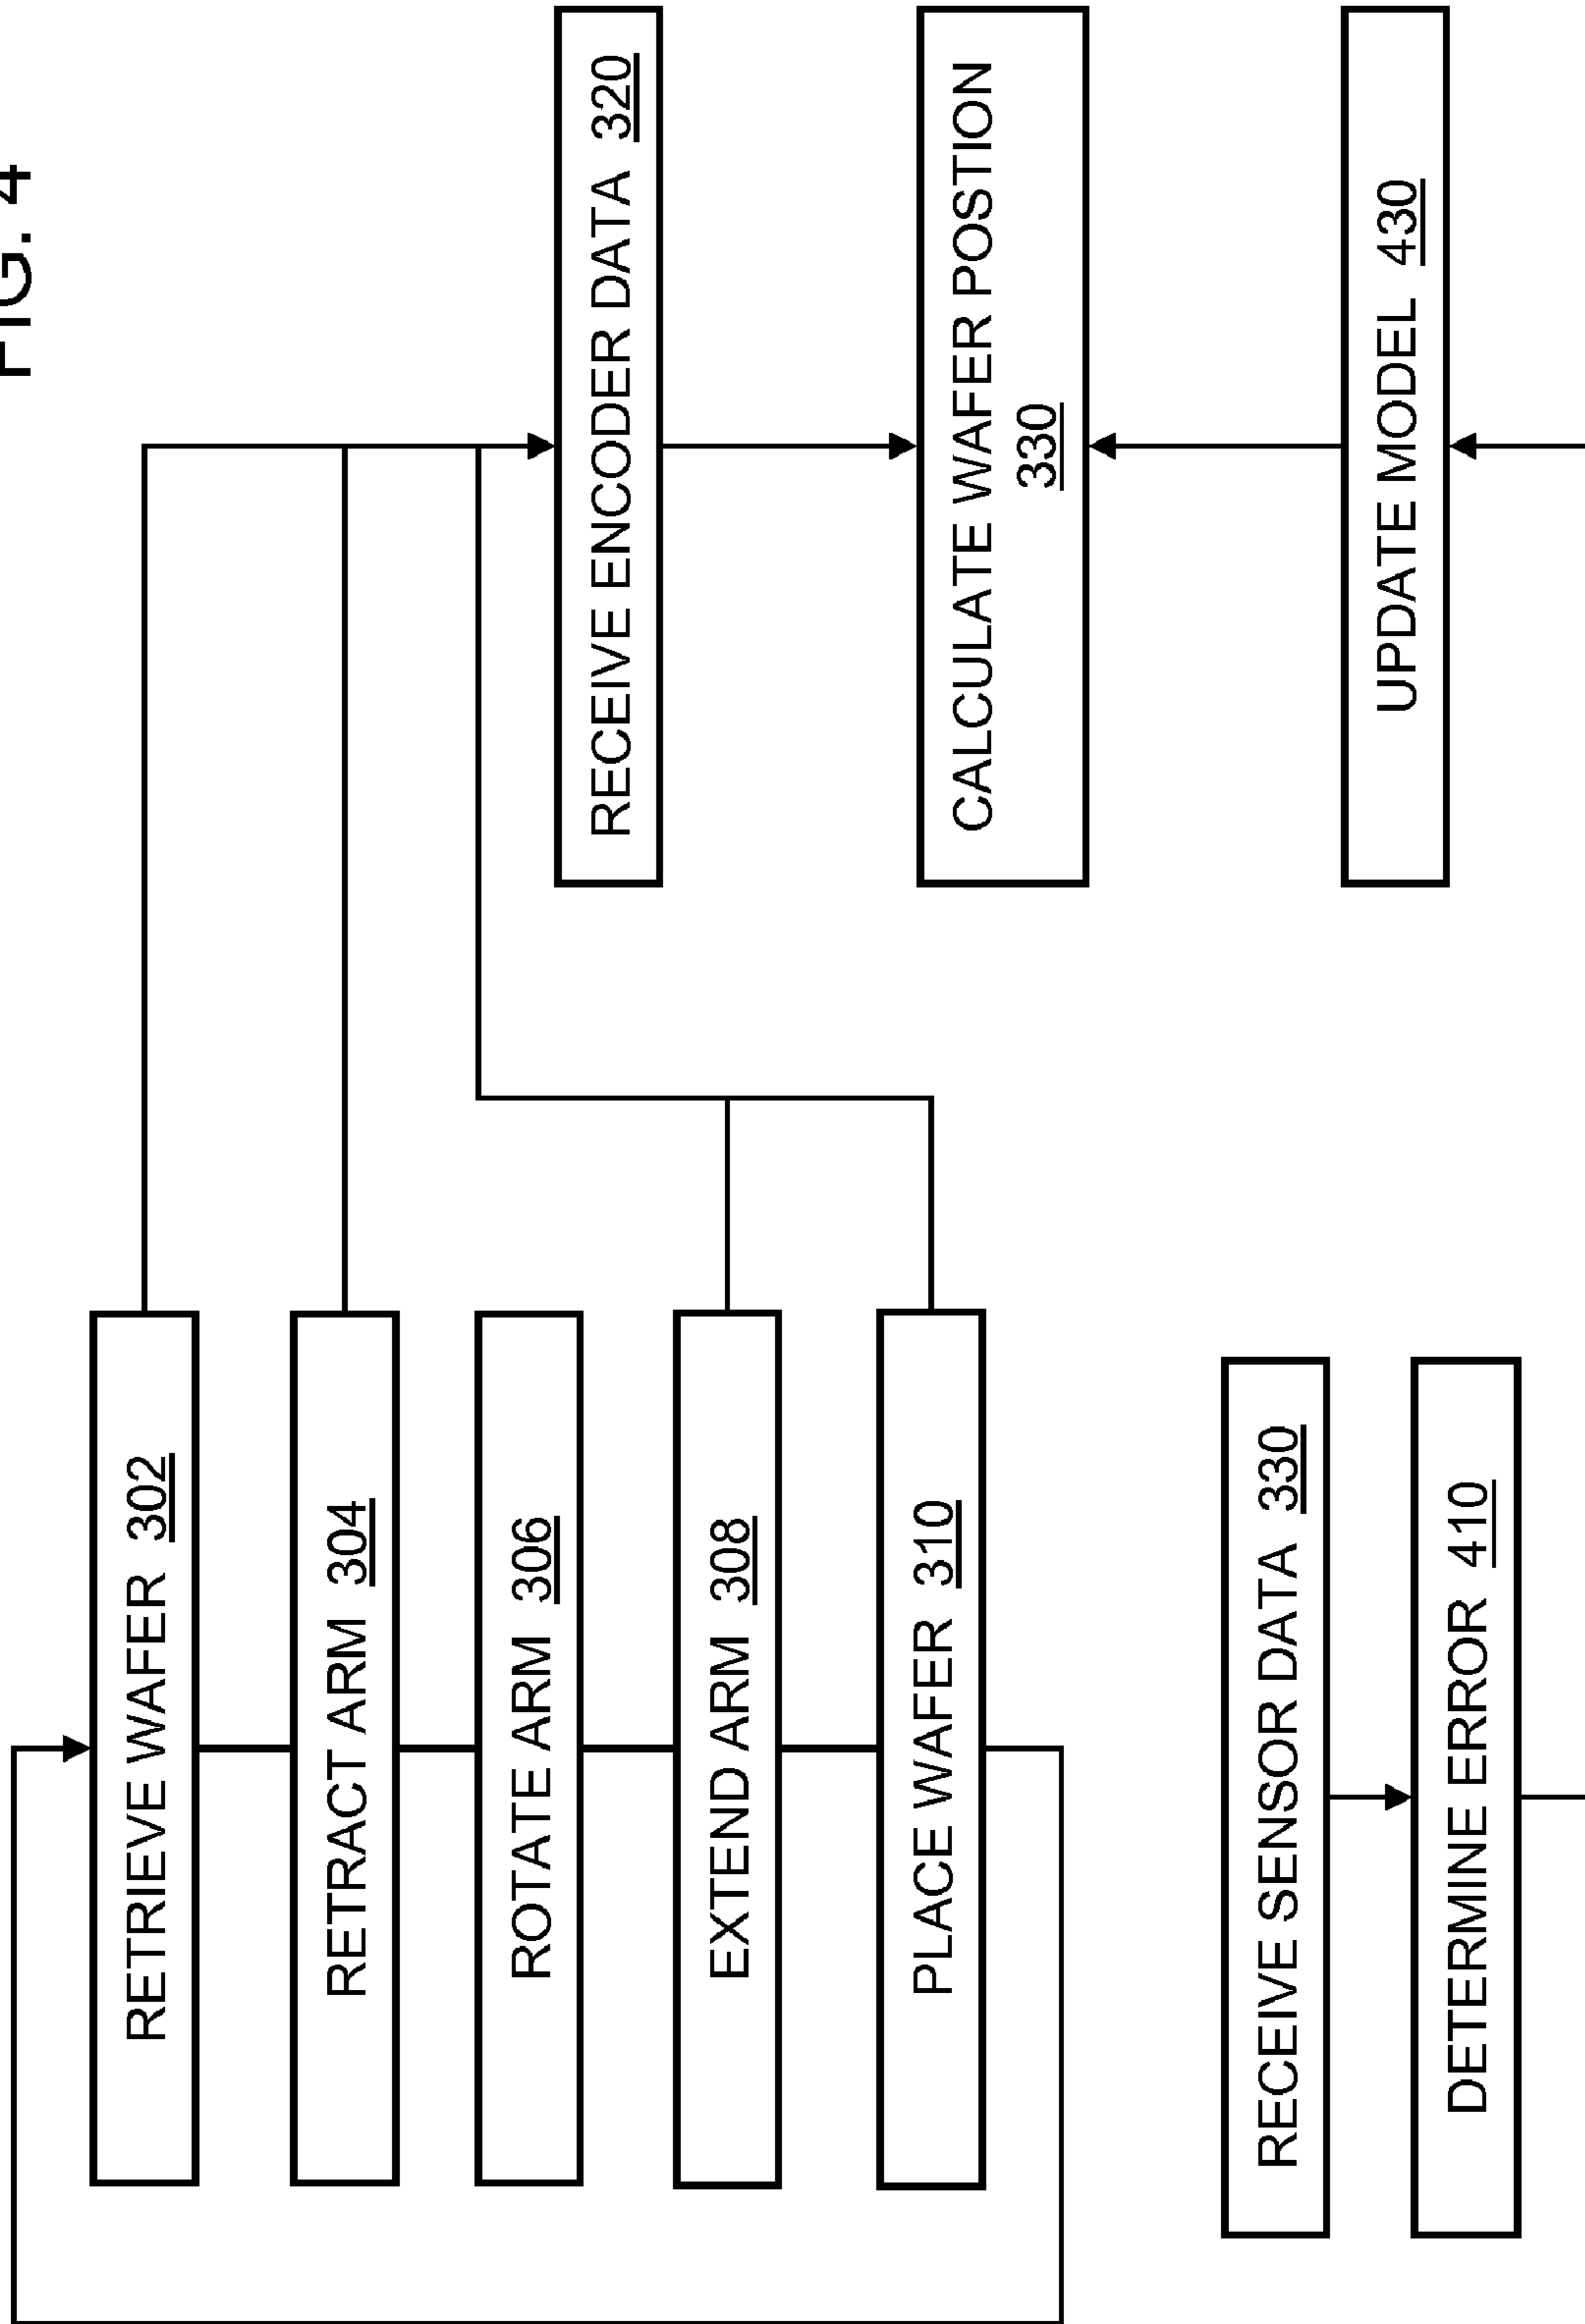 FIG. 4
RETRIEVE WAFER 302
RETRACT ARM 304
ROTATE ARM 306
EXTEND ARM 308
PLACE WAFER 310
RECEIVE SENSOR DATA 330
DETERMINE ERROR 410
RECEIVE ENCODER DATA 320
CALCULATE WAFER POSTION
330
UPDATE MODEL 430